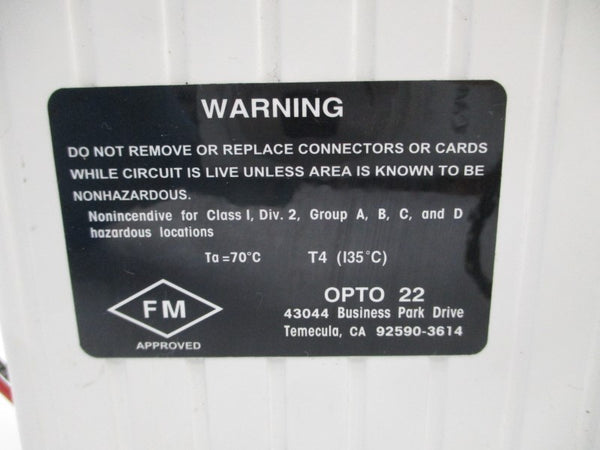 WARNING
DO NOT REMOVE OR REPLACE CONNECTORS OR CARDS
WHILE CIRCUIT IS LIVE UNLESS AREA IS KNOWN TO BE
NONHAZARDOUS.
Nonincendive for Class I, Div. 2, Group A, B, C, and D
hazardous locations
Ta =70°C T4 (135°C)
FM
APPROVED
OPTO 22
43044 Business Park Drive
Temecula, CA 92590-3614